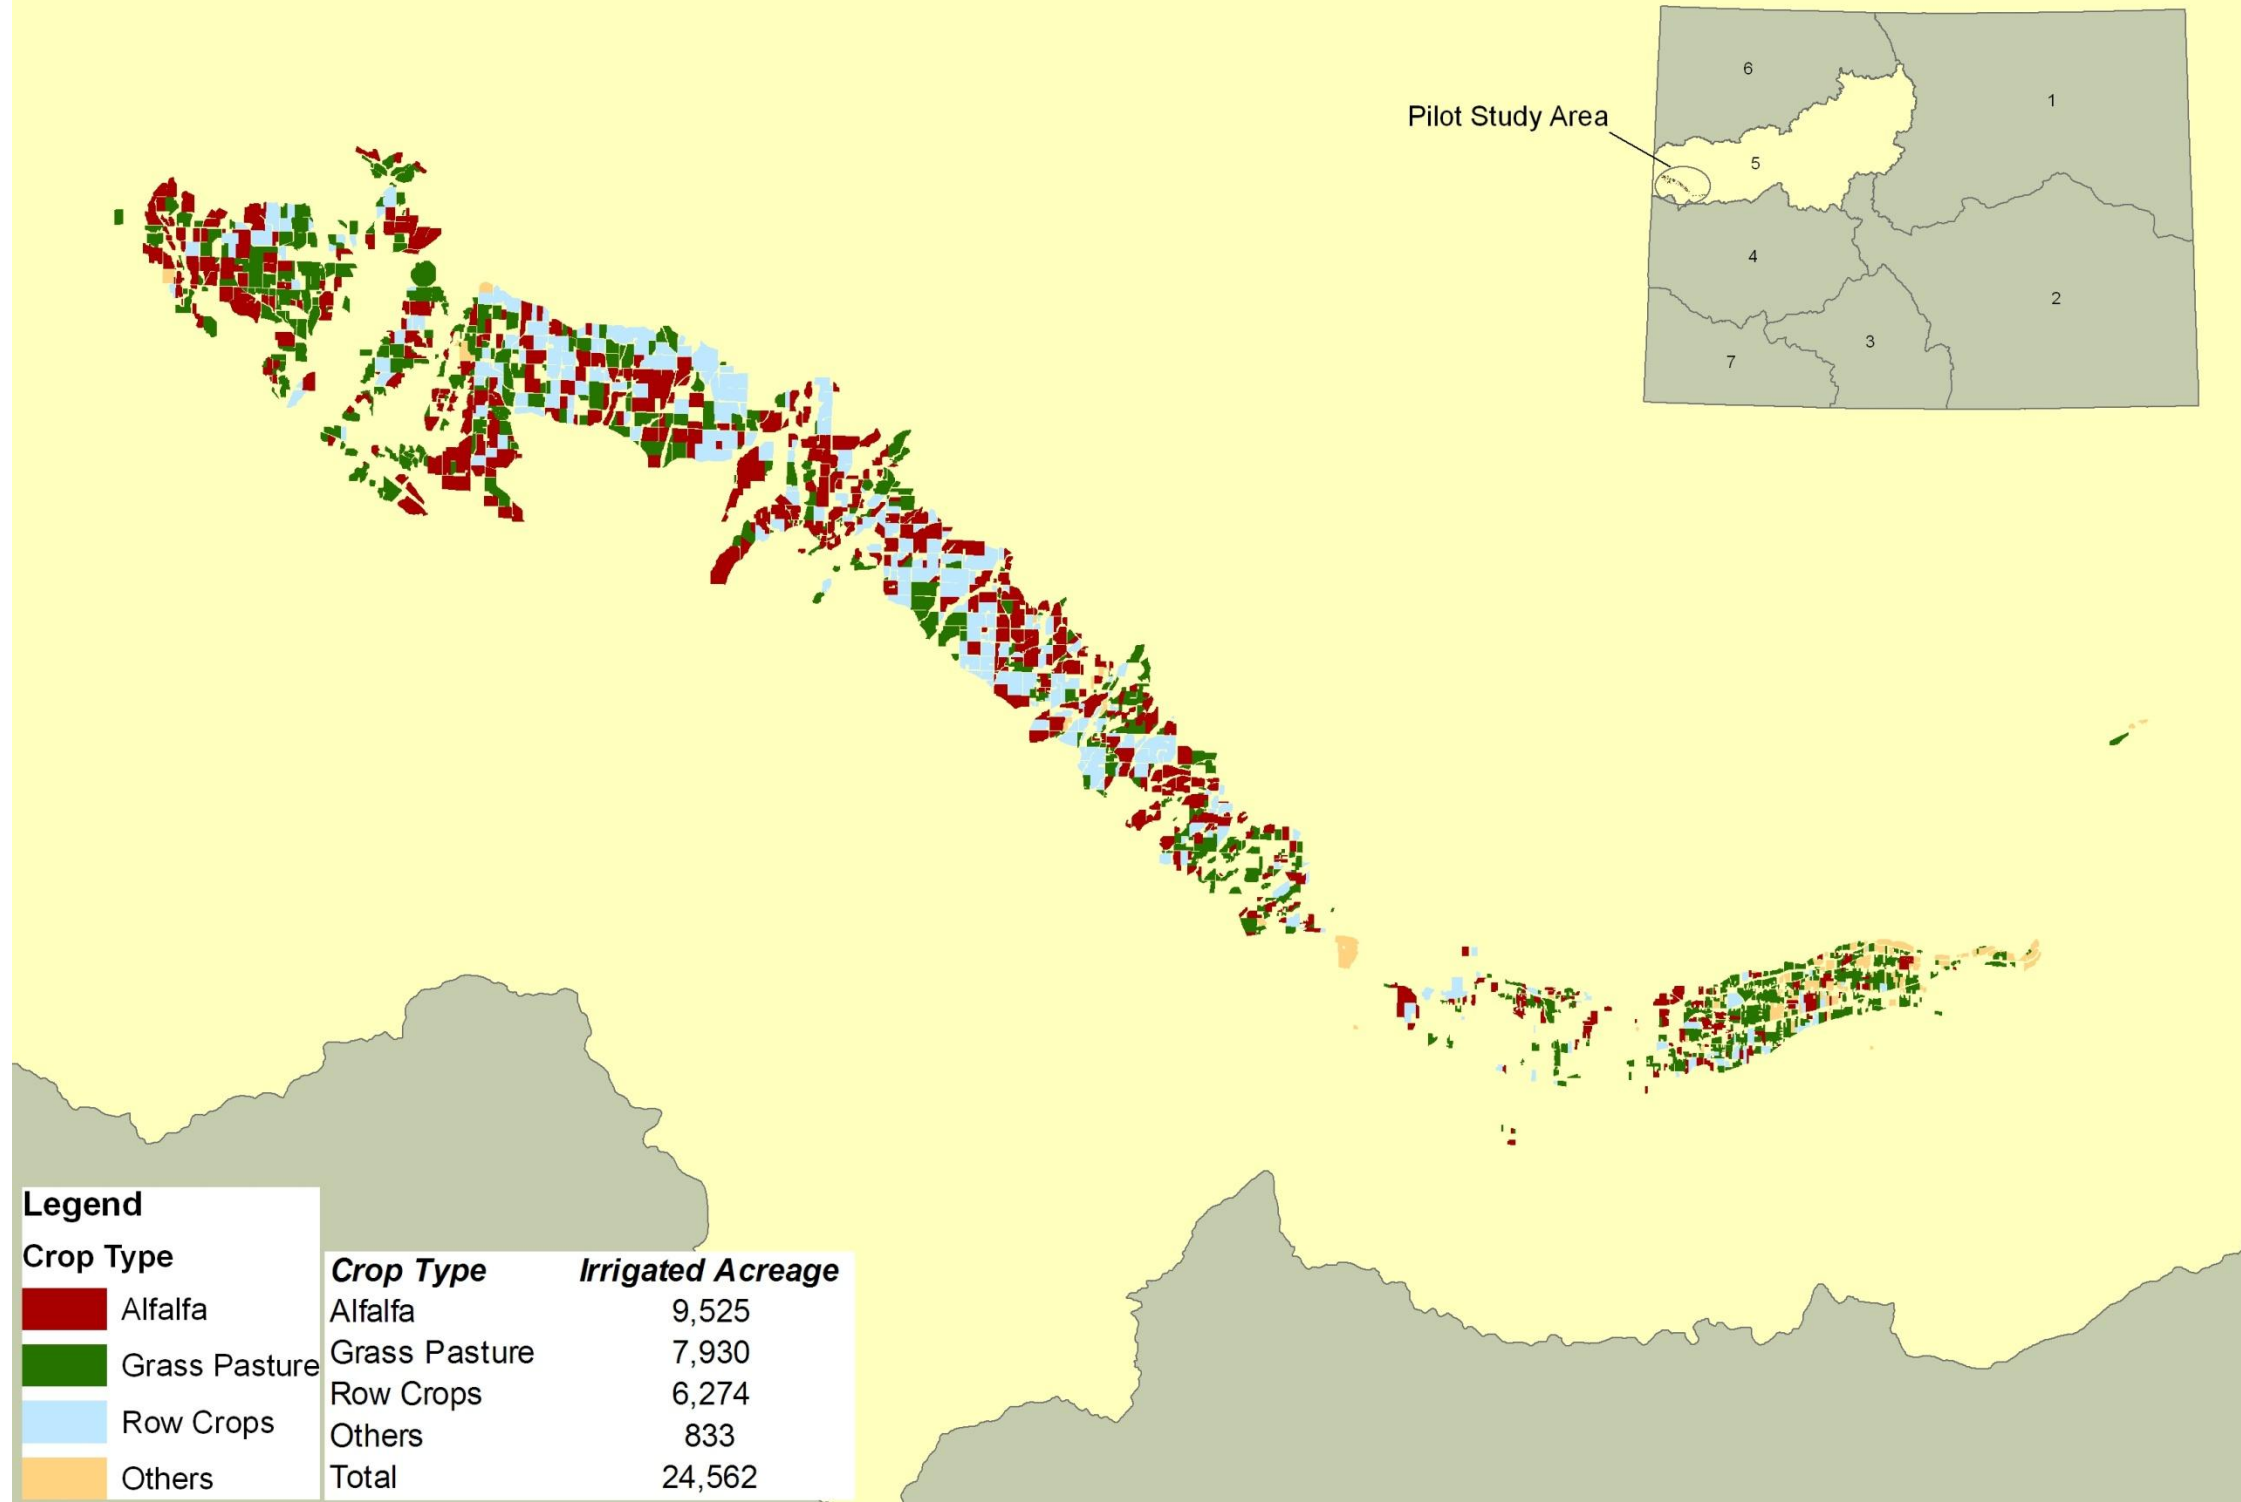 6
1
Pilot Study Area
5
4
2
3
7
Legend
Crop Type
Alfalfa
Grass Pasture
Row Crops
Others
Crop Type Irrigated Acreage
Alfalfa 9,525
Grass Pasture 7,930
Row Crops 6,274
Others 833
Total 24,562